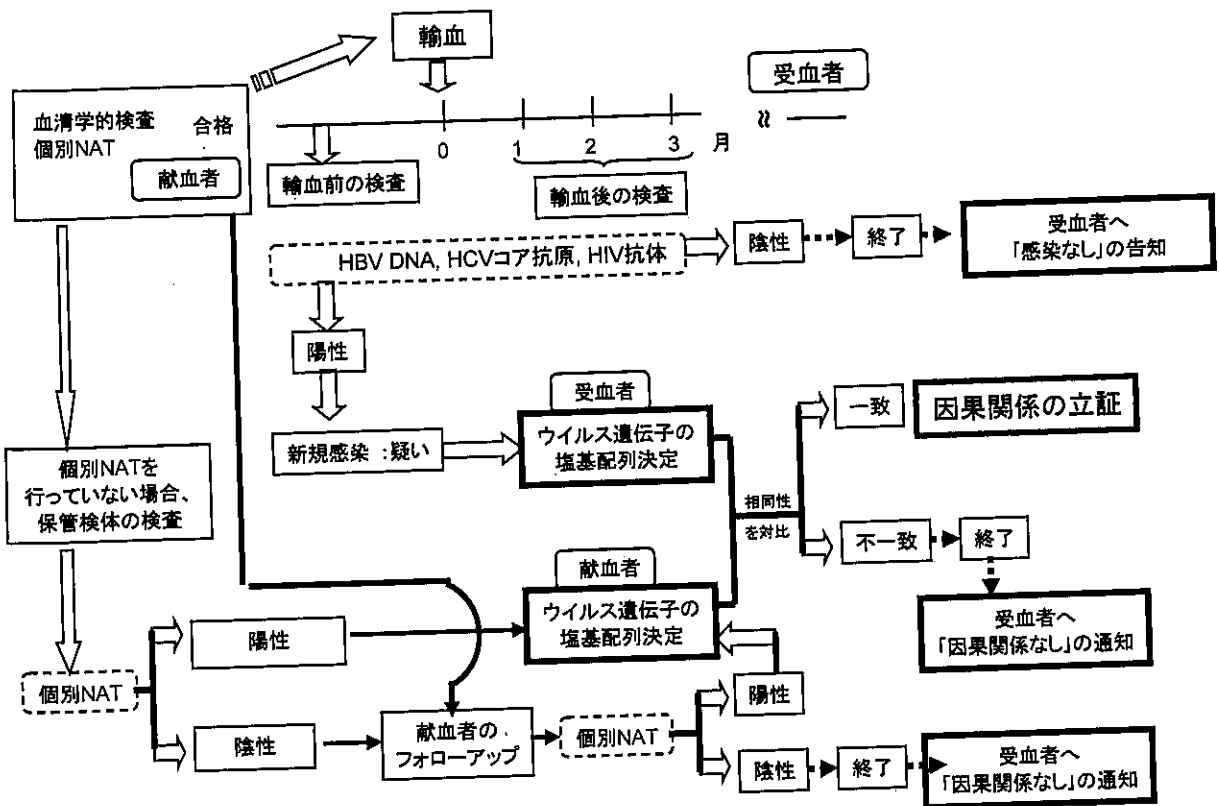 輸血
受血者
血清学的検査 合格
個別NAT
献血者
0 1 2 3 月
輸血前の検査
輸血後の検査
HBV DNA, HCVコア抗原, HIV抗体
陰性
終了
受血者へ
「感染なし」の告知
陽性
新規感染 :疑い
受血者
ウイルス遺伝子の
塩基配列決定
一致
因果関係の立証
相同性
を対比
不一致
終了
受血者へ
「因果関係なし」の通知
個別NATを
行っていない場合、
保管検体の検査
献血者
ウイルス遺伝子の
塩基配列決定
個別NAT
陽性
陰性
献血者の
フォローアップ
個別NAT
陽性
陰性
終了
受血者へ
「因果関係なし」の通知